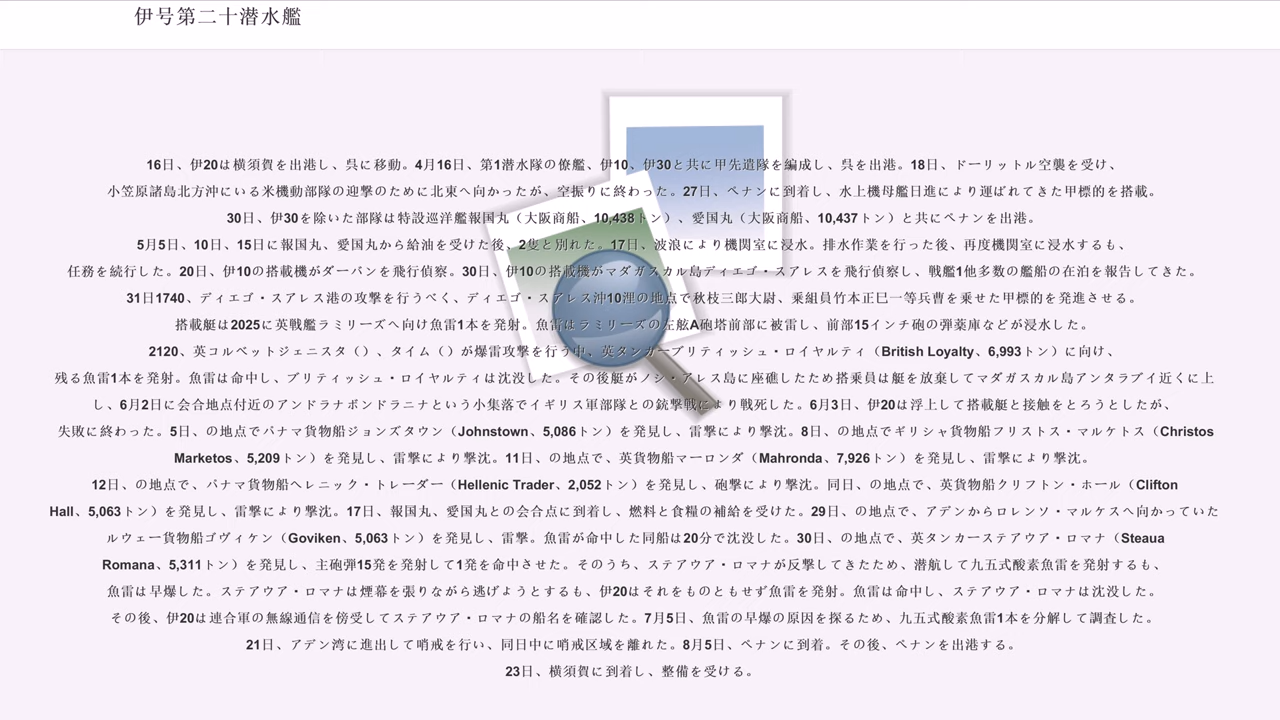 伊号第二十潜水艦
16日、伊20は横須賀を出港し、呉に移動。4月16日、第1潜水隊の僚艦、伊10、伊30と共に甲先遣隊を編成し、呉を出港。18日、ドーリットル空襲を受け、
小笠原諸島北方沖にいる米機動部隊の迎撃のために北東へ向かったが、空振りに終わった。27日、ペナンに到着し、水上機母艦日進により運ばれてきた甲標的を搭載。
30日、伊30を除いた部隊は特設巡洋艦報国丸（大阪商船、10,438トン）、愛国丸（大阪商船、10,437トン）と共にペナンを出港。
5月5日、10日、15日に報国丸、愛国丸から給油を受けた後、2隻と別れた。17日、波浪により機関室に浸水。排水作業を行った後、再度機関室に浸水するも、
任務を続行した。20日、伊10の搭載機がダーバンを飛行偵察。30日、伊10の搭載機がマダガスカル島ディエゴ・スアレスを飛行偵察し、戦艦1他多数の艦船の在泊を報告してきた。
31日1740、ディエゴ・スアレス港の攻撃を行うべく、ディエゴ・スアレス沖10浬の地点で秋枝三郎大尉、乗組員竹本正巳一等兵曹を乗せた甲標的を発進させる。
搭載艇は2025に英戦艦ラミリーズへ向け魚雷1本を発射。魚雷はラミリーズの左舷A砲塔前部に被雷し、前部15インチ砲の弾薬庫などが浸水した。
2120、英コルベットジェニスタ（）、タイム（）が爆雷攻撃を行う中、英タンカーブリティッシュ・ロイヤルティ（British Loyalty、6,993トン）に向け、
残る魚雷1本を発射。魚雷は命中し、ブリティッシュ・ロイヤルティは沈没した。その後艇がノシ・アレス島に座礁したため搭乗員は艇を放棄してマダガスカル島アンタラブイ近くに上
し、6月2日に会合地点付近のアンドラナボンドラニナという小集落でイギリス軍部隊との銃撃戦により戦死した。6月3日、伊20は浮上して搭載艇と接触をとろうとしたが、
失敗に終わった。5日、の地点でパナマ貨物船ジョンズタウン（Johnstown、5,086トン）を発見し、雷撃により撃沈。8日、の地点でギリシャ貨物船フリストス・マルケトス（Christos
Marketos、5,209トン）を発見し、雷撃により撃沈。11日、の地点で、英貨物船マーロンダ（Mahronda、7,926トン）を発見し、雷撃により撃沈。
12日、の地点で、パナマ貨物船ヘレニック・トレーダー（Hellenic Trader、2,052トン）を発見し、砲撃により撃沈。同日、の地点で、英貨物船クリフトン・ホール（Clifton
Hall、5,063トン）を発見し、雷撃により撃沈。17日、報国丸、愛国丸との会合点に到着し、燃料と食糧の補給を受けた。29日、の地点で、アデンからロレンソ・マルケスへ向かっていた
ルウェー貨物船ゴヴィケン（Goviken、5,063トン）を発見し、雷撃。魚雷が命中した同船は20分で沈没した。30日、の地点で、英タンカーステアウア・ロマナ（Steaua
Romana、5,311トン）を発見し、主砲弾15発を発射して1発を命中させた。そのうち、ステアウア・ロマナが反撃してきたため、潜航して九五式酸素魚雷を発射するも、
魚雷は早爆した。ステアウア・ロマナは煙幕を張りながら逃げようとするも、伊20はそれをものともせず魚雷を発射。魚雷は命中し、ステアウア・ロマナは沈没した。
その後、伊20は連合軍の無線通信を傍受してステアウア・ロマナの船名を確認した。7月5日、魚雷の早爆の原因を探るため、九五式酸素魚雷1本を分解して調査した。
21日、アデン湾に進出して哨戒を行い、同日中に哨戒区域を離れた。8月5日、ペナンに到着。その後、ペナンを出港する。
23日、横須賀に到着し、整備を受ける。